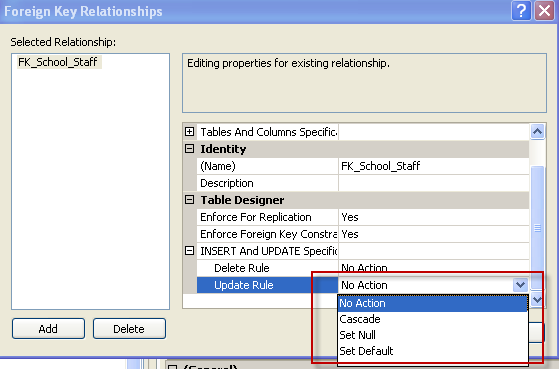 Foreign Key Relationships
Selected Relationship:
FK_School_Staff
Editing properties for existing relationship.
Tables And Columns Specific
Identity
(Name) FK_School_Staff
Description
Table Designer
Enforce For Replication Yes
Enforce Foreign Key Constra Yes
INSERT And UPDATE Specific
Delete Rule No Action
Update Rule No Action
No Action
Cascade
Set Null
Set Default
Add Delete
(General)